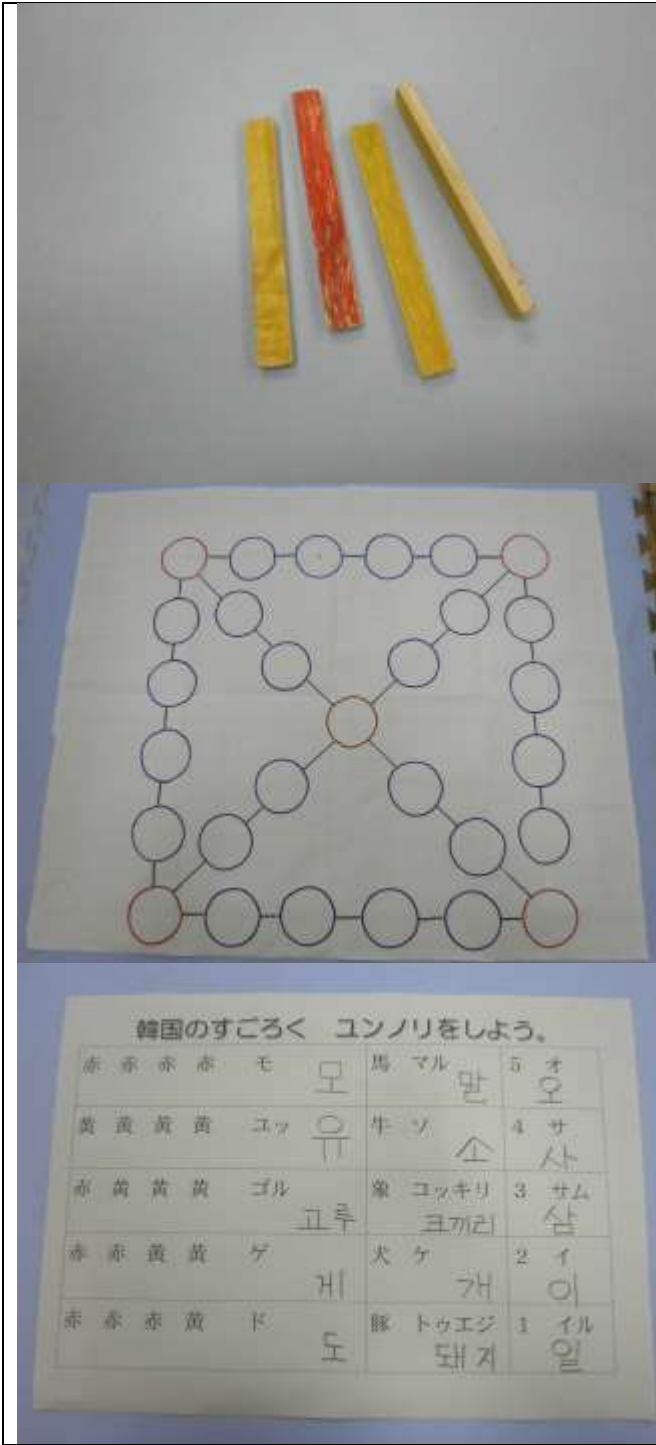 韓国のすごろく　ユンノリをしよう。
赤 赤 赤 赤　モ　모　馬 マル　말　5 オ　오
黄 黄 黄 黄　ユッ　유　牛 ソ　소　4 サ　사
赤 黄 黄 黄　ゴル　고루　象 コッキリ　코끼리　3 サム　삼
赤 赤 黄 黄　ゲ　게　犬 ケ　개　2 イ　이
赤 赤 赤 黄　ド　도　豚 トゥエジ　돼지　1 イル　일